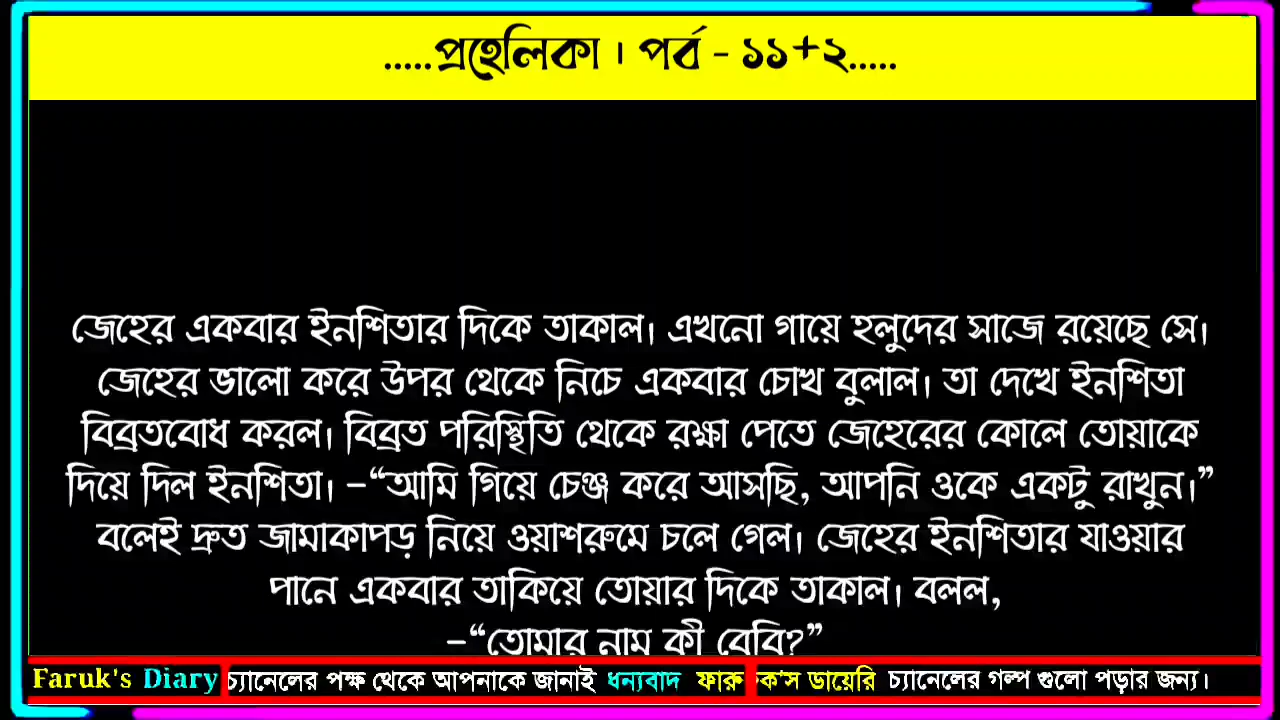 .....প্রহেলিকা । পর্ব - ১১+২.....
জেহের একবার ইনশিতার দিকে তাকাল। এখনো গায়ে হলুদের সাজে রয়েছে সে।
জেহের ভালো করে উপর থেকে নিচে একবার চোখ বুলাল। তা দেখে ইনশিতা
বিব্রতবোধ করল। বিব্রত পরিস্থিতি থেকে রক্ষা পেতে জেহেরের কোলে তোয়াকে
দিয়ে দিল ইনশিতা। –“আমি গিয়ে চেঞ্জ করে আসছি, আপনি ওকে একটু রাখুন।”
বলেই দ্রুত জামাকাপড় নিয়ে ওয়াশরুমে চলে গেল। জেহের ইনশিতার যাওয়ার
পানে একবার তাকিয়ে তোয়ার দিকে তাকাল। বলল,
–“তোমার নাম কী বেবি?”
Faruk's Diary চ্যানেলের পক্ষ থেকে আপনাকে জানাই ধন্যবাদ ফারু ক'স ডায়েরি চ্যানেলের গল্প গুলো পড়ার জন্য।